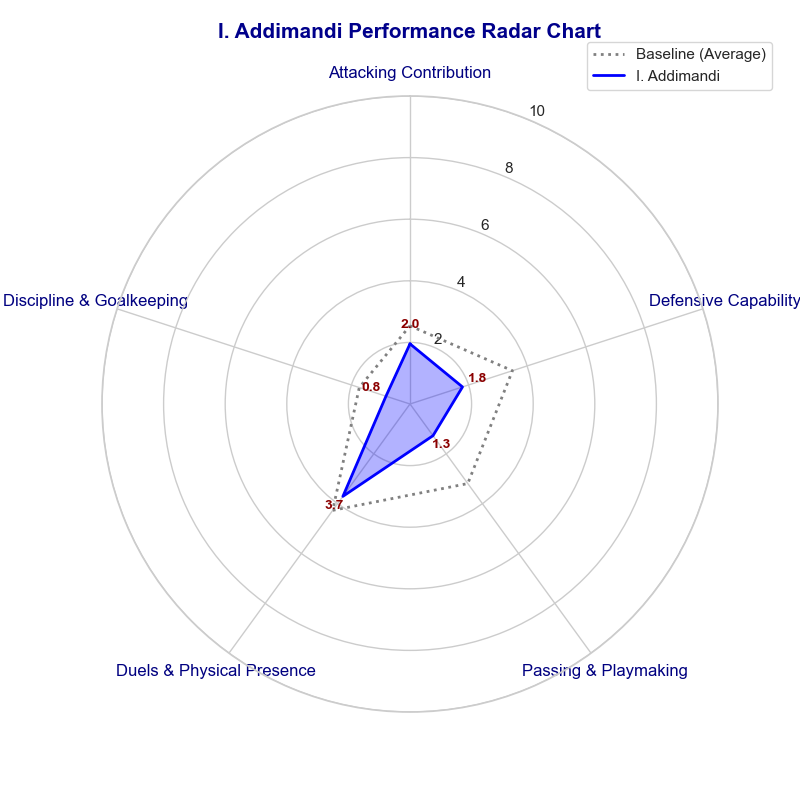 I. Addimandi Performance Radar Chart
Baseline (Average)
I. Addimandi
Attacking Contribution
10
8
6
4
2
2.0
Discipline & Goalkeeping
Defensive Capability
0.8
1.8
1.3
3.7
Duels & Physical Presence
Passing & Playmaking